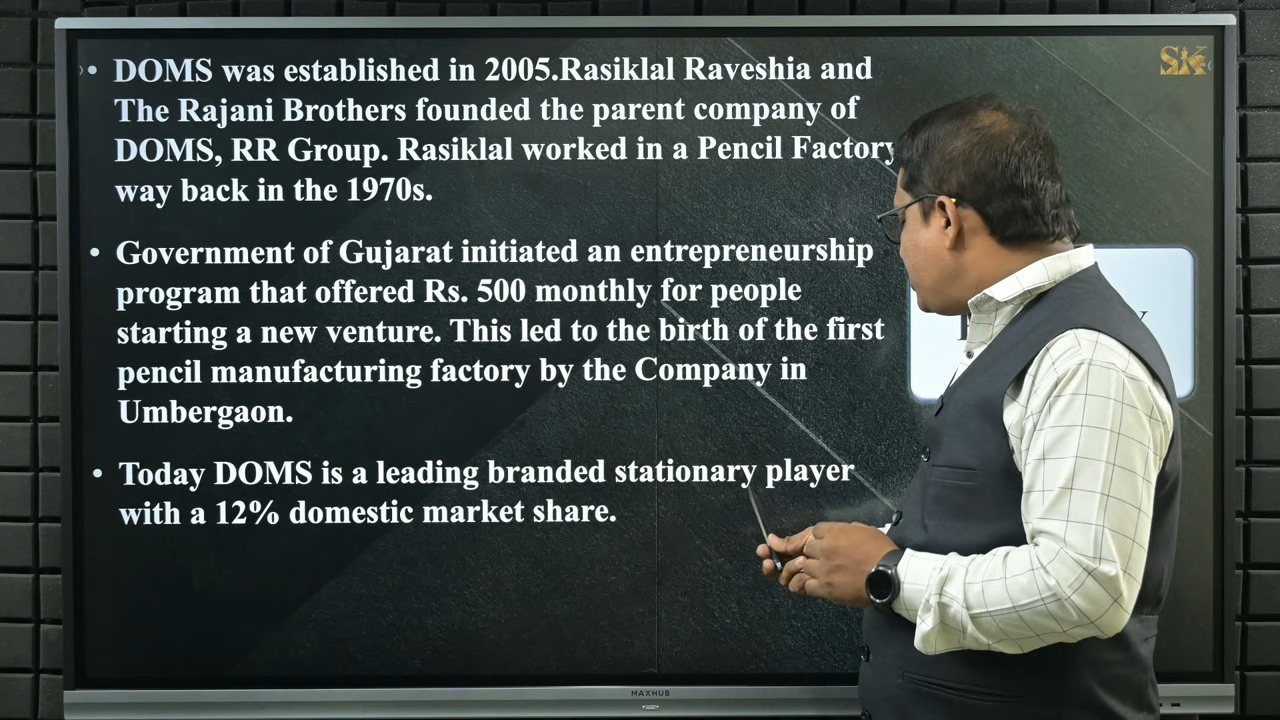 SK
• DOMS was established in 2005.Rasiklal Raveshia and
The Rajani Brothers founded the parent company of
DOMS, RR Group. Rasiklal worked in a Pencil Factory
way back in the 1970s.
• Government of Gujarat initiated an entrepreneurship
program that offered Rs. 500 monthly for people
starting a new venture. This led to the birth of the first
pencil manufacturing factory by the Company in
Umbergaon.
• Today DOMS is a leading branded stationary player
with a 12% domestic market share.
MAXHUB